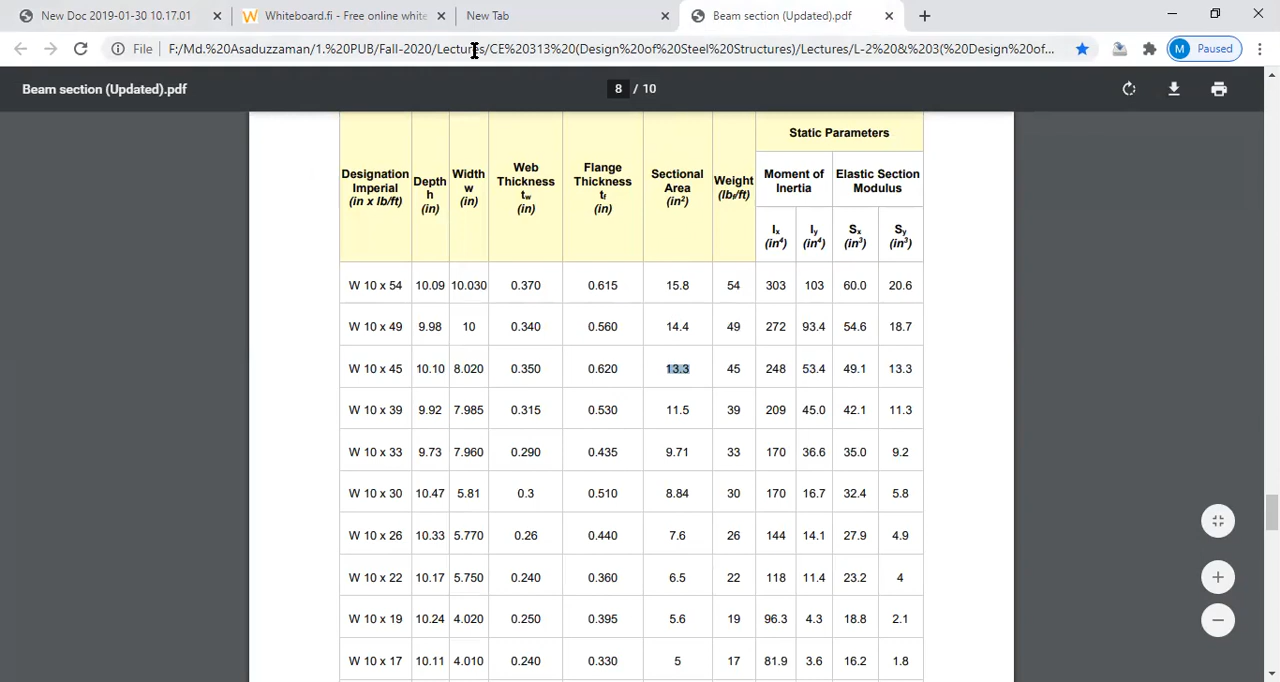 New Doc 2019-01-30 10.17.01
Whiteboard.fi - Free online white
New Tab
Beam section (Updated).pdf
File
F:/Md.%20Asaduzzaman/1.%20PUB/Fall-2020/Lectures/CE%20313%20(Design%20of%20Steel%20Structures)/Lectures/L-2%20&%203(%20Design%20of...
M Paused
Beam section (Updated).pdf
8 / 10
Static Parameters
Designation Imperial (in x lb/ft)
Depth h (in)
Width w (in)
Web Thickness tw (in)
Flange Thickness tf (in)
Sectional Area (in²)
Weight (lbf/ft)
Moment of Inertia
Elastic Section Modulus
Ix (in⁴)
Iy (in⁴)
Sx (in³)
Sy (in³)
W 10 x 54 10.09 10.030 0.370 0.615 15.8 54 303 103 60.0 20.6
W 10 x 49 9.98 10 0.340 0.560 14.4 49 272 93.4 54.6 18.7
W 10 x 45 10.10 8.020 0.350 0.620 13.3 45 248 53.4 49.1 13.3
W 10 x 39 9.92 7.985 0.315 0.530 11.5 39 209 45.0 42.1 11.3
W 10 x 33 9.73 7.960 0.290 0.435 9.71 33 170 36.6 35.0 9.2
W 10 x 30 10.47 5.81 0.3 0.510 8.84 30 170 16.7 32.4 5.8
W 10 x 26 10.33 5.770 0.26 0.440 7.6 26 144 14.1 27.9 4.9
W 10 x 22 10.17 5.750 0.240 0.360 6.5 22 118 11.4 23.2 4
W 10 x 19 10.24 4.020 0.250 0.395 5.6 19 96.3 4.3 18.8 2.1
W 10 x 17 10.11 4.010 0.240 0.330 5 17 81.9 3.6 16.2 1.8